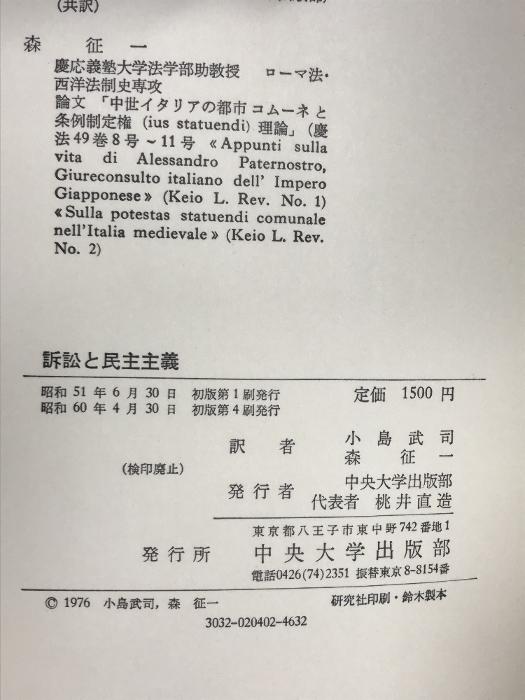 (共訳)
森 征一
慶応義塾大学法学部助教授 ローマ法・
西洋法制史専攻
論文 「中世イタリアの都市コムーネと
条例制定権 (ius statuendi) 理論」(慶
法49巻8号~11号 «Appunti sulla
vita di Alessandro Paternostro,
Giureconsulto italiano dell' Impero
Giapponese» (Keio L. Rev. No. 1)
«Sulla potestas statuendi comunale
nell'Italia medievale» (Keio L. Rev.
No. 2)
訴訟と民主主義
昭和 51 年 6 月 30 日 初版第1刷発行
昭和 60 年 4 月 30 日 初版第4刷発行
定価 1500 円
訳者 小島武司
森 征一
(検印廃止)
発行者 中央大学出版部
代表者 桃井直造
東京都八王子市東中野742番地1
発行所 中央大学出版部
電話0426(74)2351 振替東京8-8154番
© 1976 小島武司, 森 征一
研究社印刷・鈴木製本
3032-020402-4632